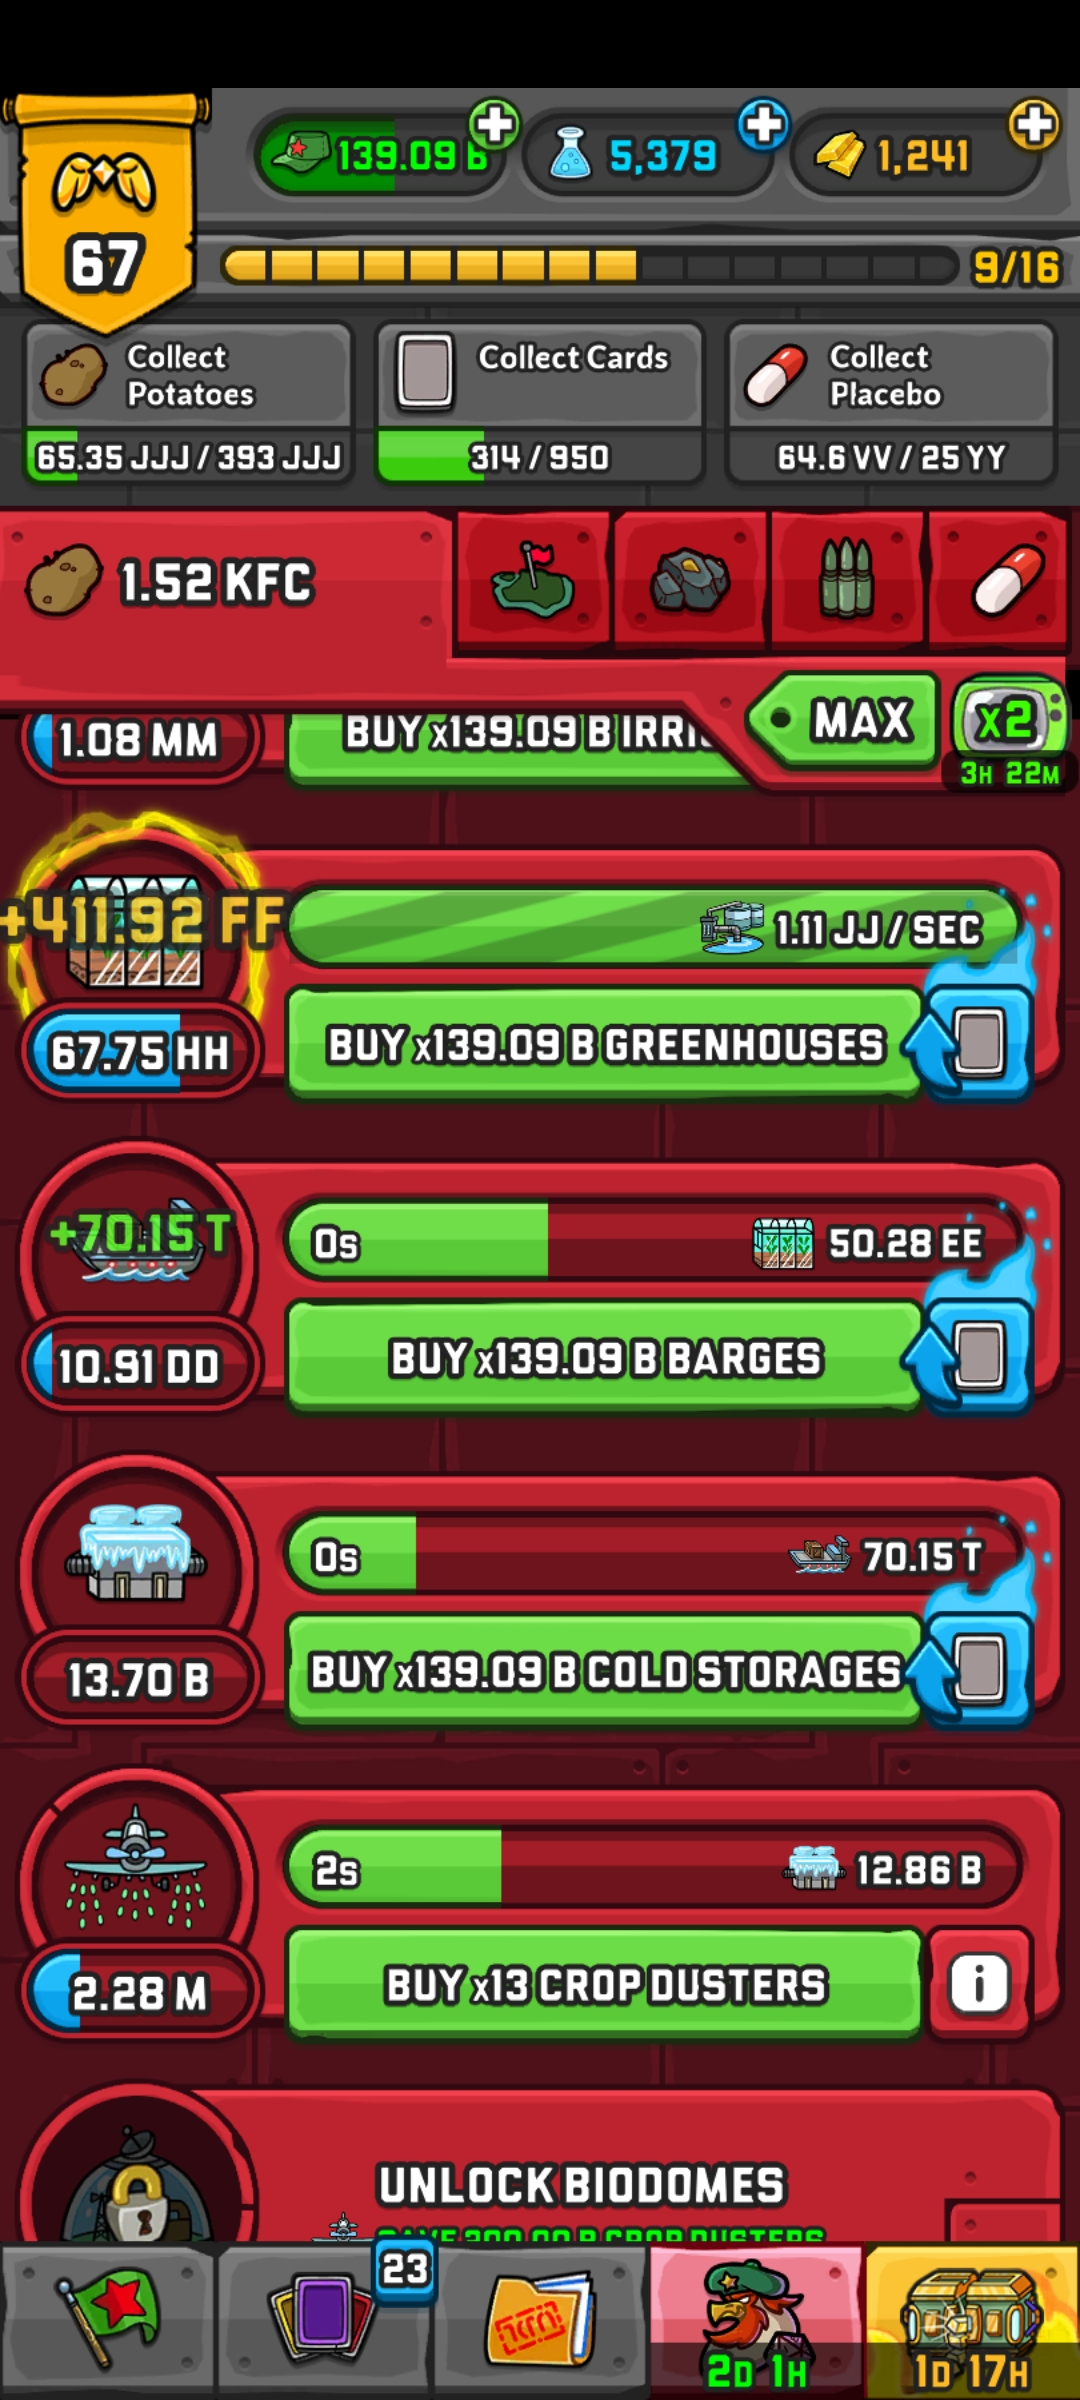 139.09 B
5,379
1,241
67
9/16
Collect
Potatoes
65.35 JJJ / 393 JJJ
Collect Cards
314 / 950
Collect
Placebo
64.6 VV / 25 YY
1.52 KFC
MAX
x2
3H 22M
1.08 MM
BUY x139.09 B
+411.92 FF
1.11 JJ / SEC
67.75 HH
BUY x139.09 B GREENHOUSES
+70.15 T
0s
50.28 EE
10.91 DD
BUY x139.09 B BARGES
0s
70.15 T
13.70 B
BUY x139.09 B COLD STORAGES
2s
12.86 B
2.28 M
BUY x13 CROP DUSTERS
i
UNLOCK BIODOMES
CROP DUSTERS
23
2D 1H
1D 17H